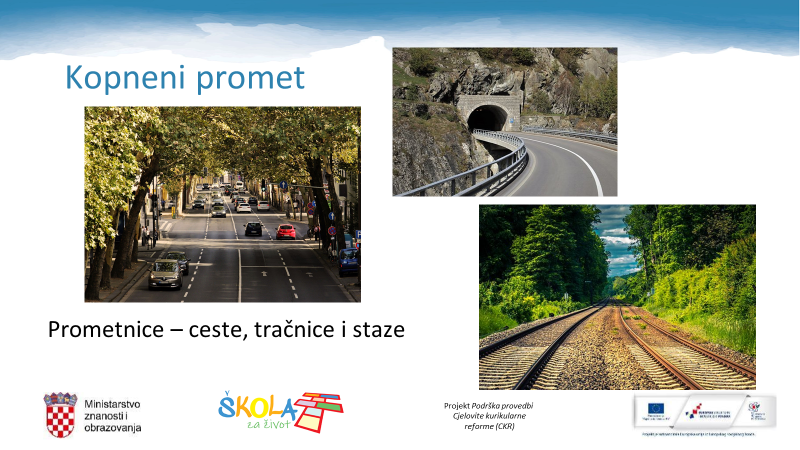 Kopneni promet
Prometnice – ceste, tračnice i staze
Ministarstvo
znanosti i
obrazovanja
ŠKOLA
za život
Projekt Podrška provedbi
Cjelovite kurikularne
reforme (CKR)